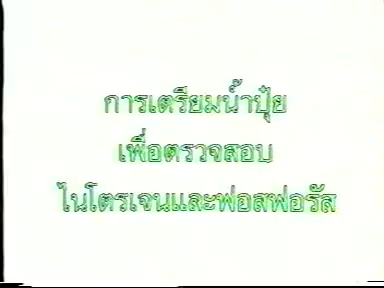 การเตรียมน้ำปุ๋ย
เพื่อตรวจสอบ
ไนโตรเจนและฟอสฟอรัส